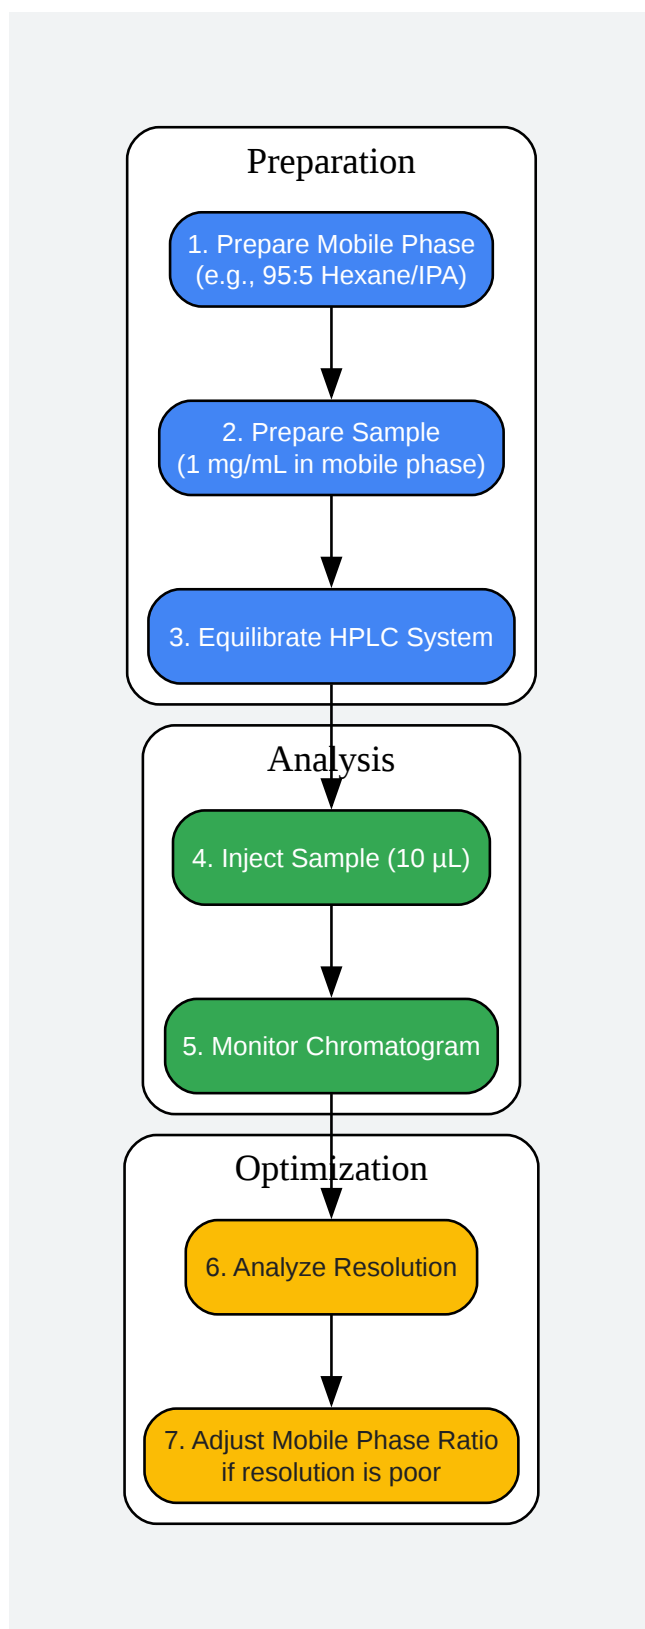 Preparation
1. Prepare Mobile Phase
(e.g., 95:5 Hexane/IPA)
2. Prepare Sample
(1 mg/mL in mobile phase)
3. Equilibrate HPLC System
Analysis
4. Inject Sample (10 µL)
5. Monitor Chromatogram
Optimization
6. Analyze Resolution
7. Adjust Mobile Phase Ratio
if resolution is poor